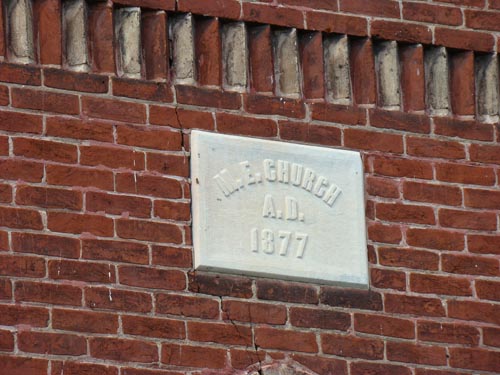 M. E. CHURCH
A. D.
1877